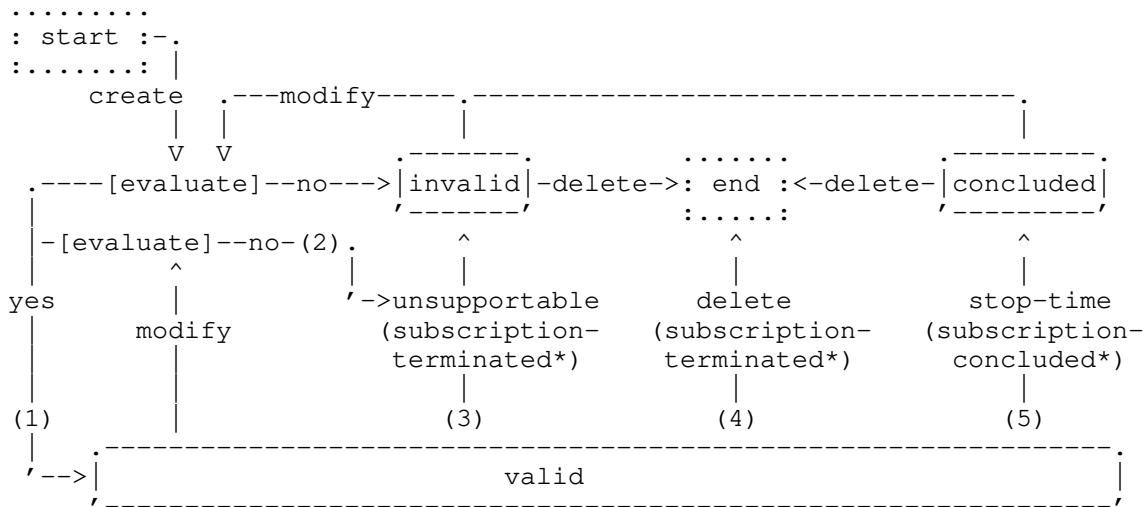 start
create modify
[evaluate] no invalid delete end delete concluded
[evaluate] no (2)
yes unsupportable delete stop-time
modify (subscription- (subscription- (subscription-
terminated*) terminated*) concluded*)
(1) (3) (4) (5)
valid